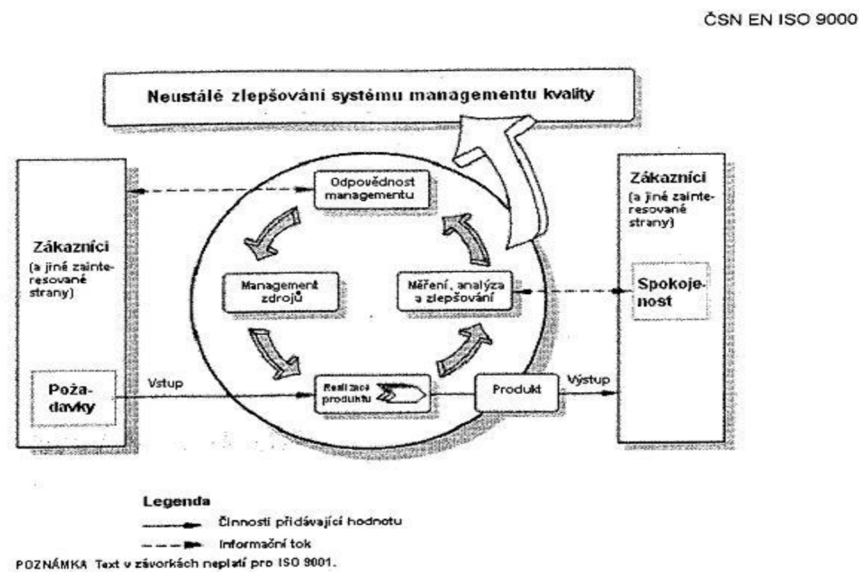 ČSN EN ISO 9000
Neustálé zlepšování systému managementu kvality
Odpovědnost
managementu
Zákazníci
(a jiné zainte-
resované
strany)
Zákazníci
(a jiné zainte-
resované
strany)
Management
zdrojů
Měření, analýza
a zlepšování
Spokoje-
nost
Poža-
davky
Vstup
Realizace
produktu
Produkt
Výstup
Legenda
Činnosti přidávající hodnotu
Informační tok
POZNÁMKA Text v závorkách neplatí pro ISO 9001.